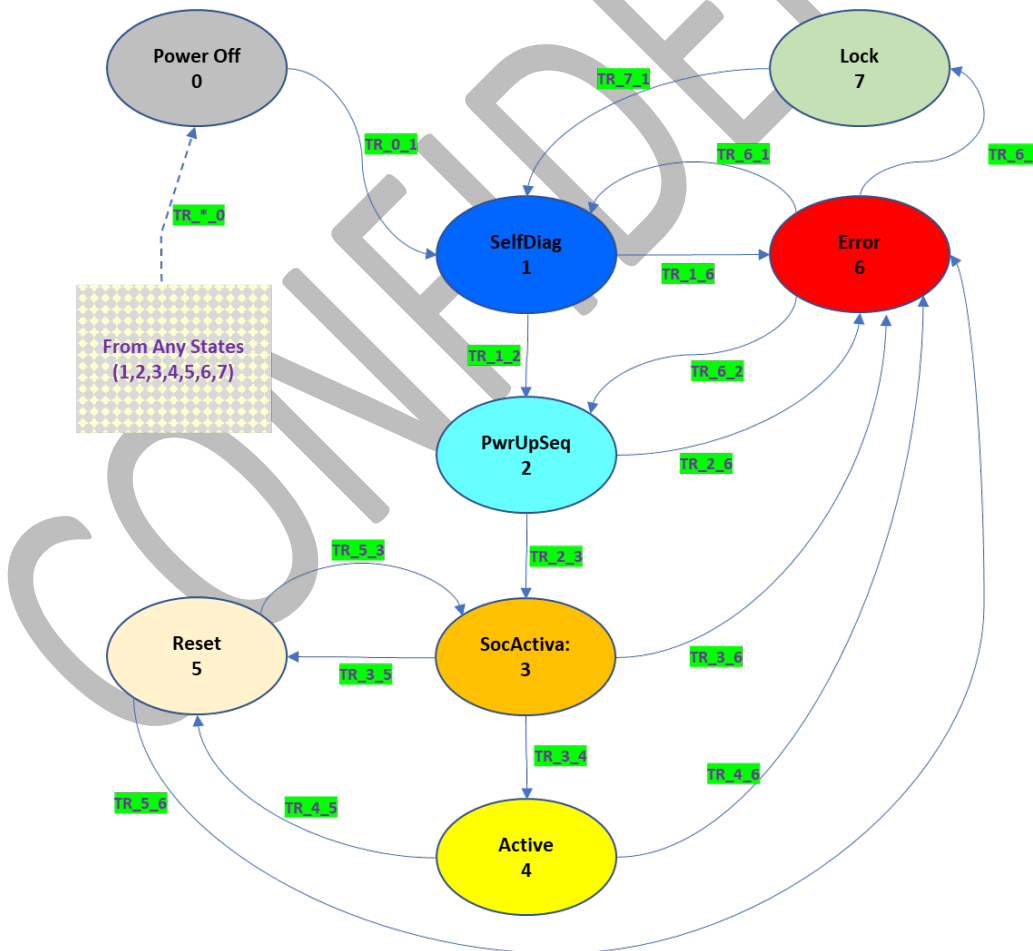 Power Off
0
Lock
7
TR_7_1
TR_0_1
TR_6_1
TR_6_
TR_*_0
SelfDiag
1
Error
6
TR_1_6
From Any States
(1,2,3,4,5,6,7)
TR_1_2
TR_6_2
PwrUpSeq
2
TR_2_6
TR_5_3
TR_2_3
Reset
5
SocActiva:
3
TR_3_5
TR_3_6
TR_3_4
TR_5_6
TR_4_5
TR_4_6
Active
4
CONFIDE